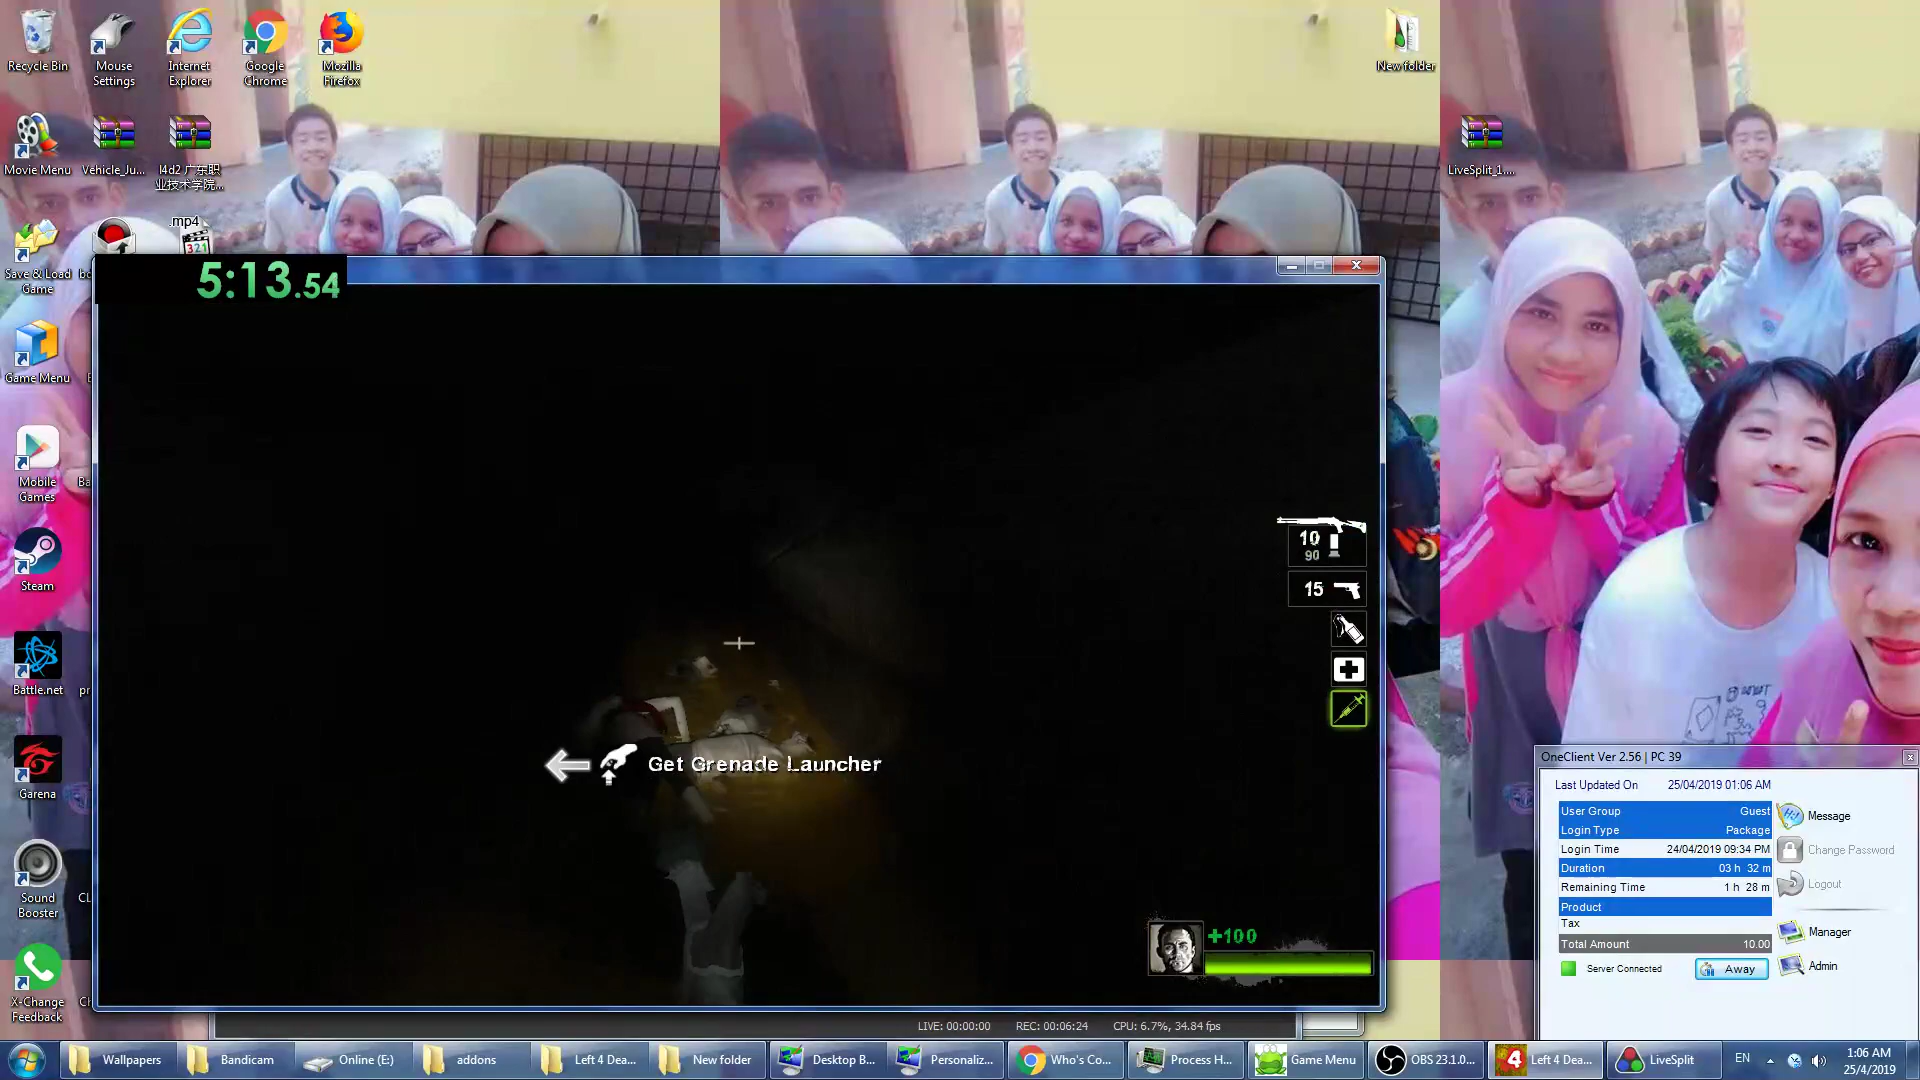 Recycle Bin
Mouse Settings
Internet Explorer
Google Chrome
Mozilla Firefox
New folder
Movie Menu
Vehicle_Ju...
l4d2 广东职
业技术学院...
LiveSplit_1....
.mp4
Save & Load
Game
5:13.54
Game Menu
Mobile
Games
Steam
Battle.net
Garena
Sound
Booster
X-Change
Feedback
10
90
15
Get Grenade Launcher
+100
OneClient Ver 2.56 | PC 39
Last Updated On 25/04/2019 01:06 AM
User Group Guest
Login Type Package
Login Time 24/04/2019 09:34 PM
Duration 03 h 32 m
Remaining Time 1 h 28 m
Product
Tax
Total Amount 10.00
Server Connected
Away
Message
Change Password
Logout
Manager
Admin
LIVE: 00:00:00 REC: 00:06:24 CPU: 6.7%, 34.84 fps
Wallpapers
Bandicam
Online (E:)
addons
Left 4 Dea...
New folder
Desktop B...
Personaliz...
Who's Co...
Process H...
Game Menu
OBS 23.1.0...
Left 4 Dea...
LiveSplit
EN
1:06 AM
25/4/2019